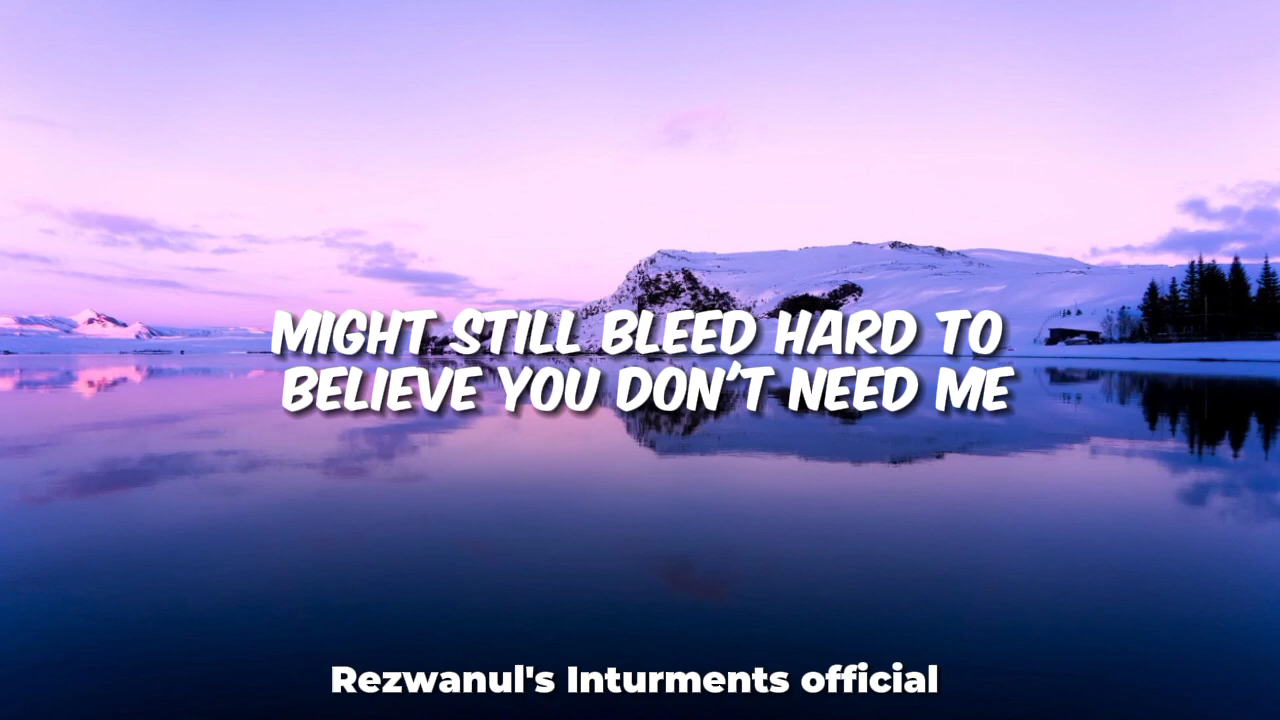 MIGHT STILL BLEED HARD TO
BELIEVE YOU DON'T NEED ME
Rezwanul's Inturments official